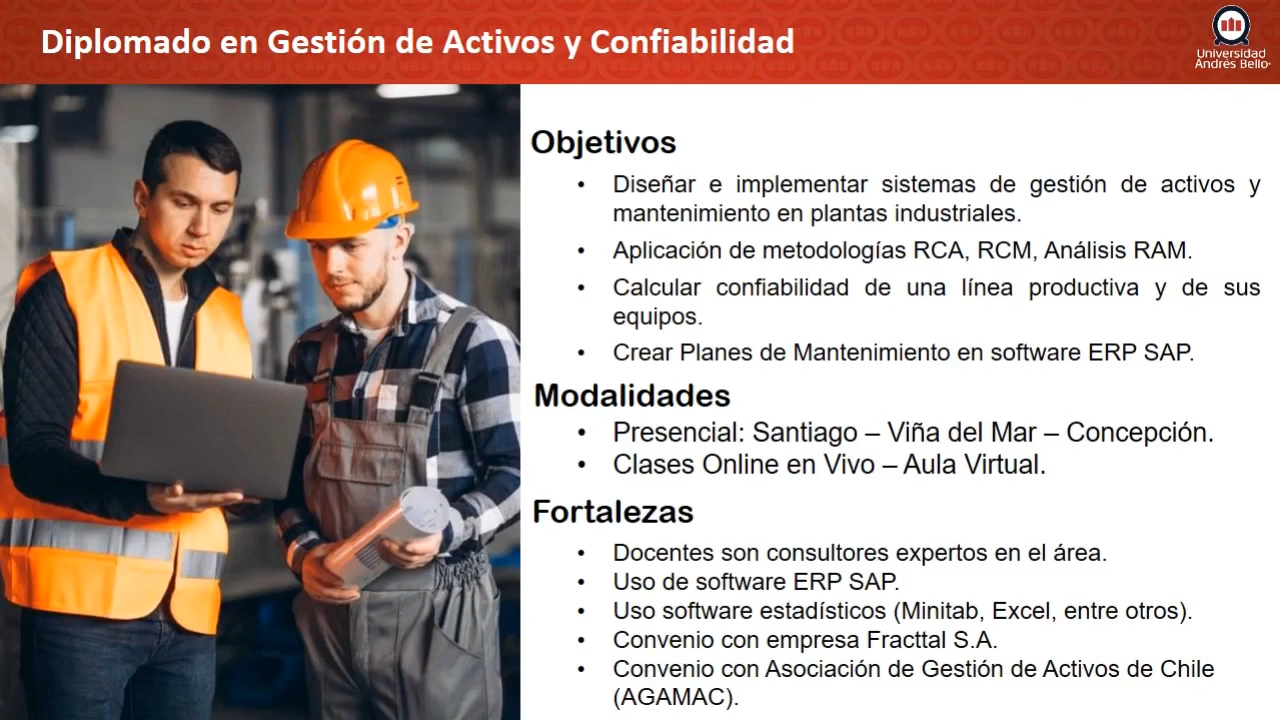 Diplomado en Gestión de Activos y Confiabilidad
Universidad
Andrés Bello
Objetivos
• Diseñar e implementar sistemas de gestión de activos y
mantenimiento en plantas industriales.
• Aplicación de metodologías RCA, RCM, Análisis RAM.
• Calcular confiabilidad de una línea productiva y de sus
equipos.
• Crear Planes de Mantenimiento en software ERP SAP.
Modalidades
• Presencial: Santiago – Viña del Mar – Concepción.
• Clases Online en Vivo – Aula Virtual.
Fortalezas
• Docentes son consultores expertos en el área.
• Uso de software ERP SAP.
• Uso software estadísticos (Minitab, Excel, entre otros).
• Convenio con empresa Fracttal S.A.
• Convenio con Asociación de Gestión de Activos de Chile
(AGAMAC).